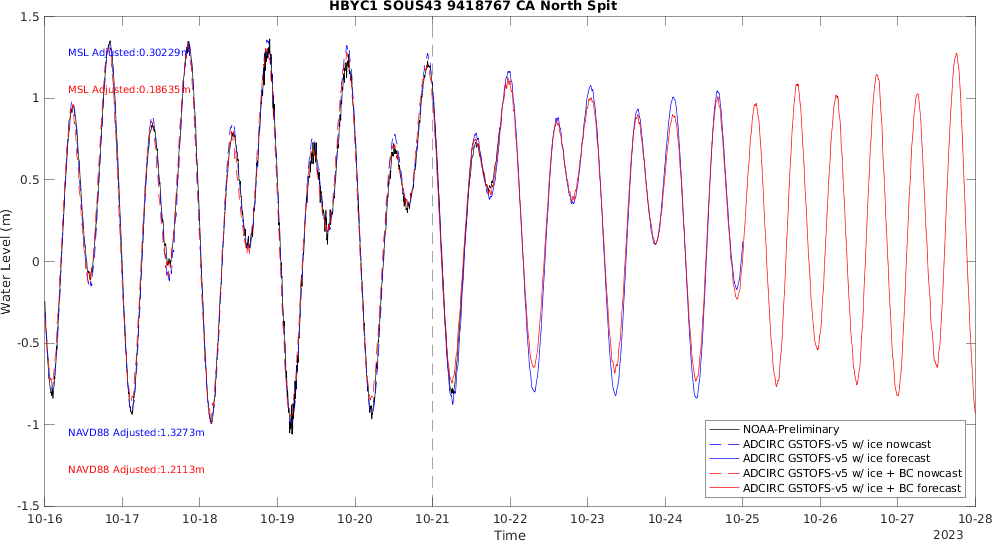 HBYC1 SOUS43 9418767 CA North Spit
1.5
1
0.5
0
-0.5
-1
-1.5
Water Level (m)
MSL Adjusted:0.30229m
MSL Adjusted:0.18635m
NAVD88 Adjusted:1.3273m
NAVD88 Adjusted:1.2113m
NOAA-Preliminary
ADCIRC GSTOFS-v5 w/ ice nowcast
ADCIRC GSTOFS-v5 w/ ice forecast
ADCIRC GSTOFS-v5 w/ ice + BC nowcast
ADCIRC GSTOFS-v5 w/ ice + BC forecast
10-16 10-17 10-18 10-19 10-20 10-21 10-22 10-23 10-24 10-25 10-26 10-27 10-28
Time
2023